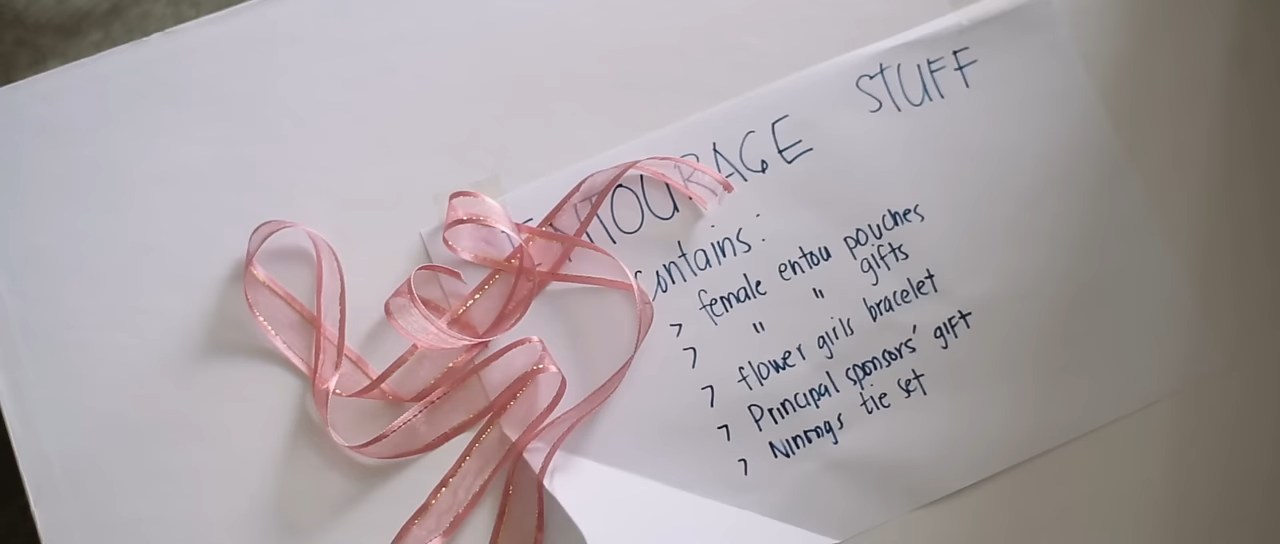 ENTOURAGE STUFF
Contains:
> female entou pouches
> " " gifts
> flower girls bracelet
> Principal sponsors' gift
> Ninongs tie set